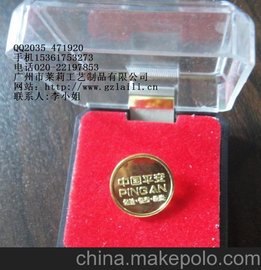 QQ2035 471920
手机15361753273
电话020-22197853
广州市莱莉工艺制品有限公司
网站：http://www.gzlaili.cn
联系人:李小姐
中国平安
PINGAN
china.makepolo.com